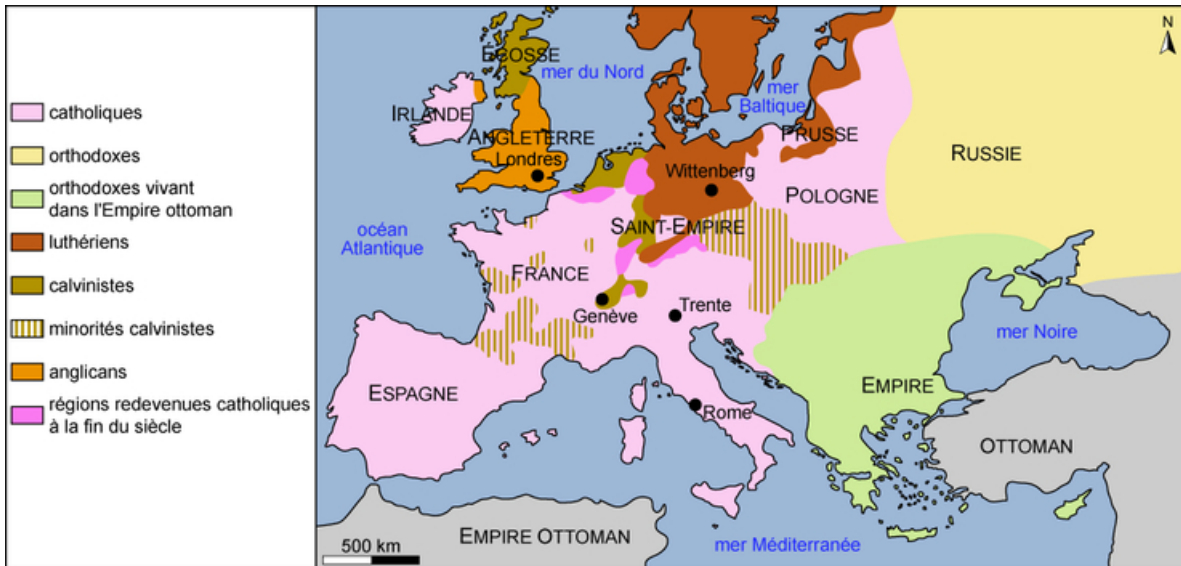 catholiques
orthodoxes
orthodoxes vivant
dans l'Empire ottoman
luthériens
calvinistes
minorités calvinistes
anglicans
régions redevenues catholiques
à la fin du siècle
N
ÉCOSSE
mer du Nord
mer
Baltique
IRLANDE
ANGLETERRE
Londres
PRUSSE
RUSSIE
Wittenberg
POLOGNE
océan
Atlantique
SAINT-EMPIRE
FRANCE
Genève
Trente
mer Noire
ESPAGNE
Rome
EMPIRE
OTTOMAN
EMPIRE OTTOMAN
mer Méditerranée
500 km